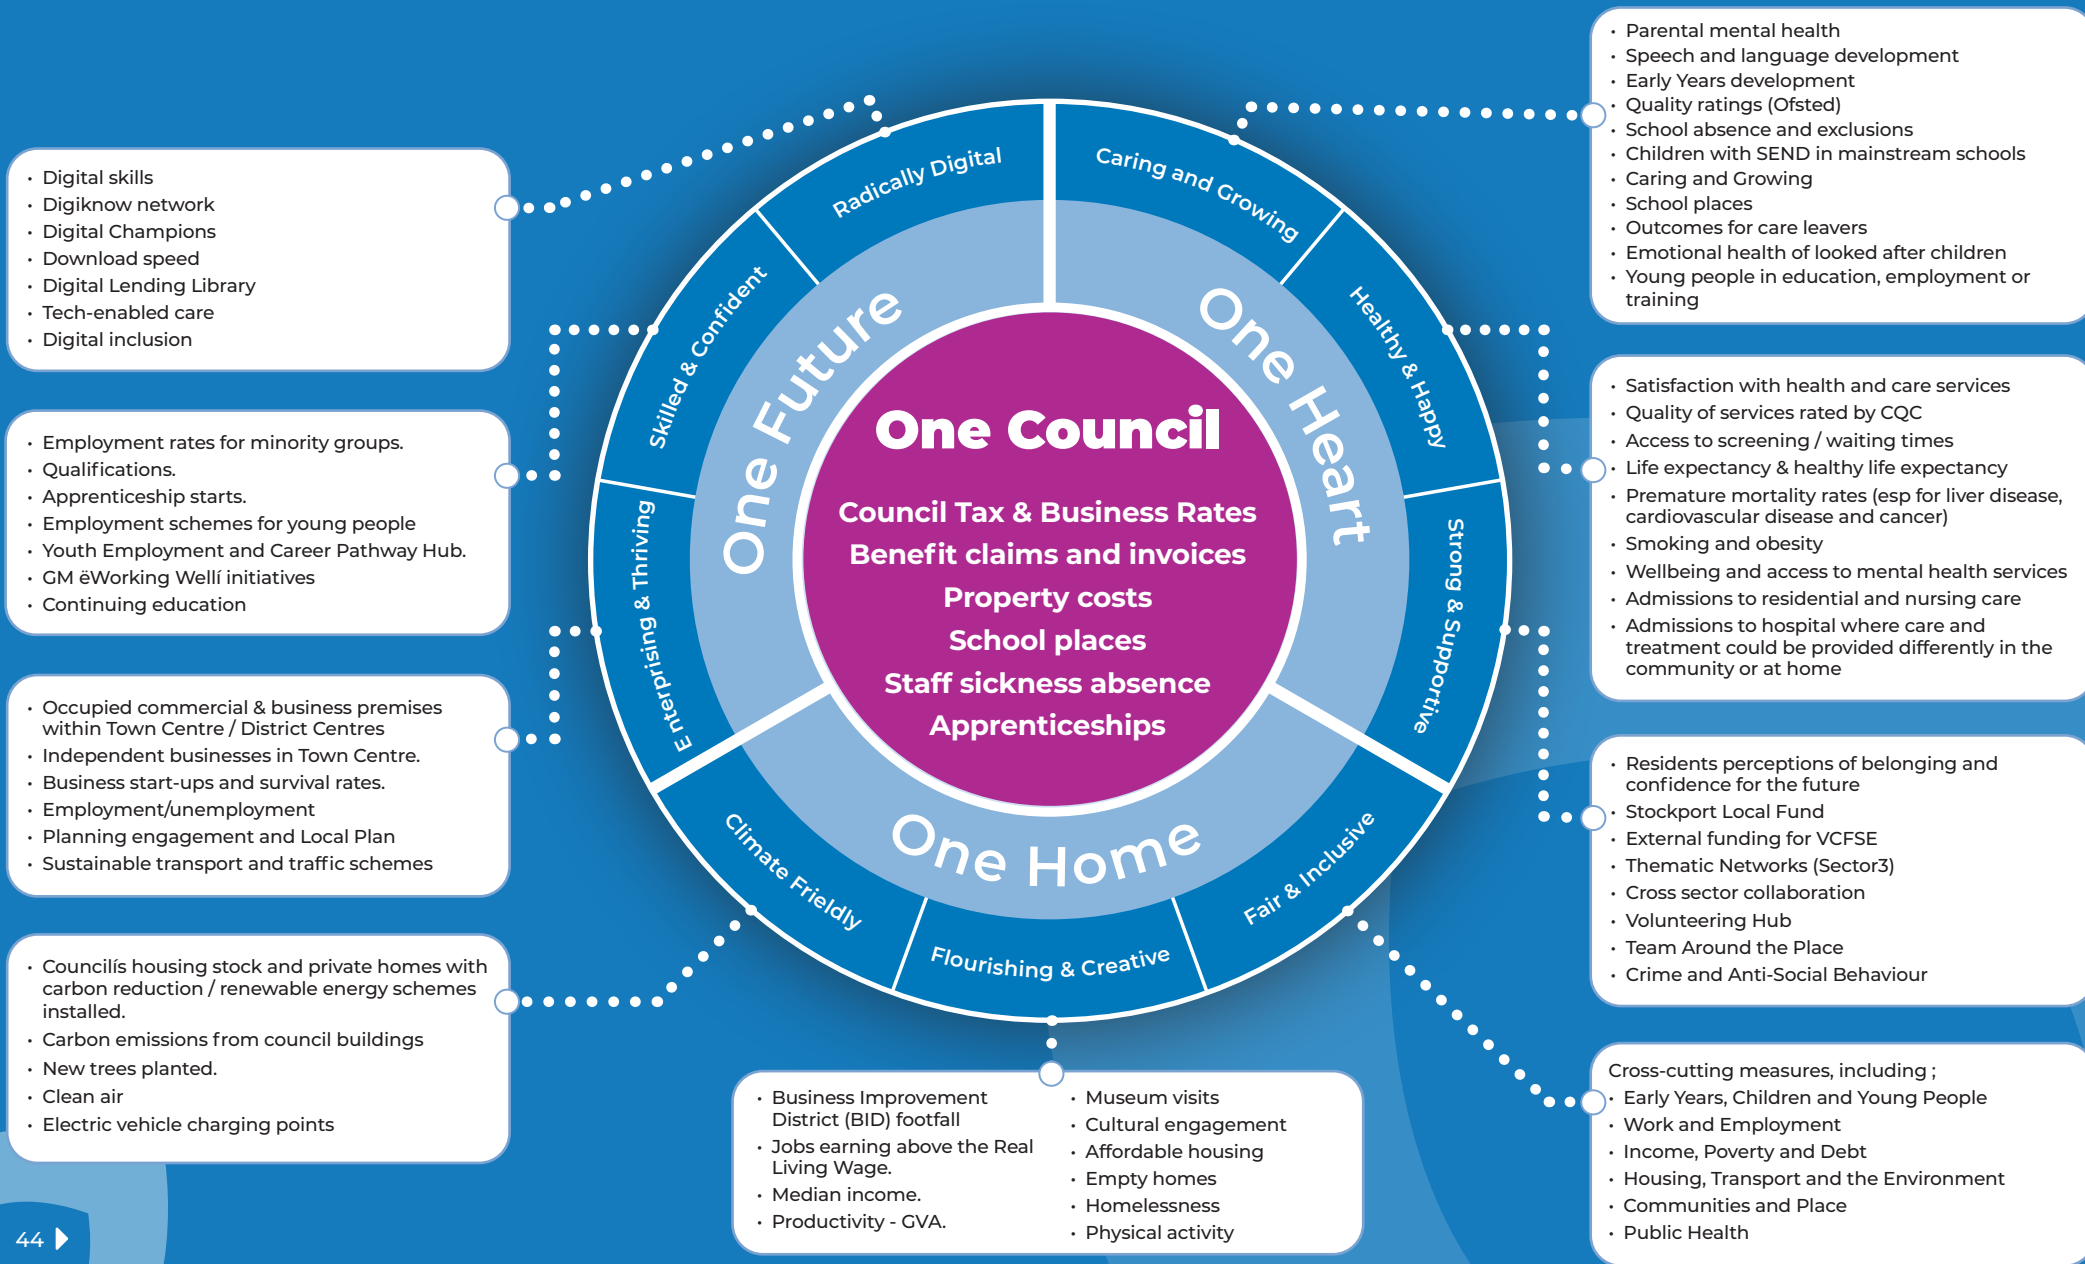 • Digital skills
• Digiknow network
• Digital Champions
• Download speed
• Digital Lending Library
• Tech-enabled care
• Digital inclusion
• Employment rates for minority groups.
• Qualifications.
• Apprenticeship starts.
• Employment schemes for young people
• Youth Employment and Career Pathway Hub.
• GM ëWorking Wellí initiatives
• Continuing education
• Occupied commercial & business premises
within Town Centre / District Centres
• Independent businesses in Town Centre.
• Business start-ups and survival rates.
• Employment/unemployment
• Planning engagement and Local Plan
• Sustainable transport and traffic schemes
• Councilís housing stock and private homes with
carbon reduction / renewable energy schemes
installed.
• Carbon emissions from council buildings
• New trees planted.
• Clean air
• Electric vehicle charging points
Radically Digital
Skilled & Confident
Enterprising & Thriving
Climate Frieldly
Flourishing & Creative
Fair & Inclusive
Strong & Supportive
Healthy & Happy
Caring and Growing
One Future
One Heart
One Home
One Council
Council Tax & Business Rates
Benefit claims and invoices
Property costs
School places
Staff sickness absence
Apprenticeships
• Business Improvement
District (BID) footfall
• Jobs earning above the Real
Living Wage.
• Median income.
• Productivity - GVA.
• Museum visits
• Cultural engagement
• Affordable housing
• Empty homes
• Homelessness
• Physical activity
• Parental mental health
• Speech and language development
• Early Years development
• Quality ratings (Ofsted)
• School absence and exclusions
• Children with SEND in mainstream schools
• Caring and Growing
• School places
• Outcomes for care leavers
• Emotional health of looked after children
• Young people in education, employment or
training
• Satisfaction with health and care services
• Quality of services rated by CQC
• Access to screening / waiting times
• Life expectancy & healthy life expectancy
• Premature mortality rates (esp for liver disease,
cardiovascular disease and cancer)
• Smoking and obesity
• Wellbeing and access to mental health services
• Admissions to residential and nursing care
• Admissions to hospital where care and
treatment could be provided differently in the
community or at home
• Residents perceptions of belonging and
confidence for the future
• Stockport Local Fund
• External funding for VCFSE
• Thematic Networks (Sector3)
• Cross sector collaboration
• Volunteering Hub
• Team Around the Place
• Crime and Anti-Social Behaviour
Cross-cutting measures, including ;
• Early Years, Children and Young People
• Work and Employment
• Income, Poverty and Debt
• Housing, Transport and the Environment
• Communities and Place
• Public Health
44